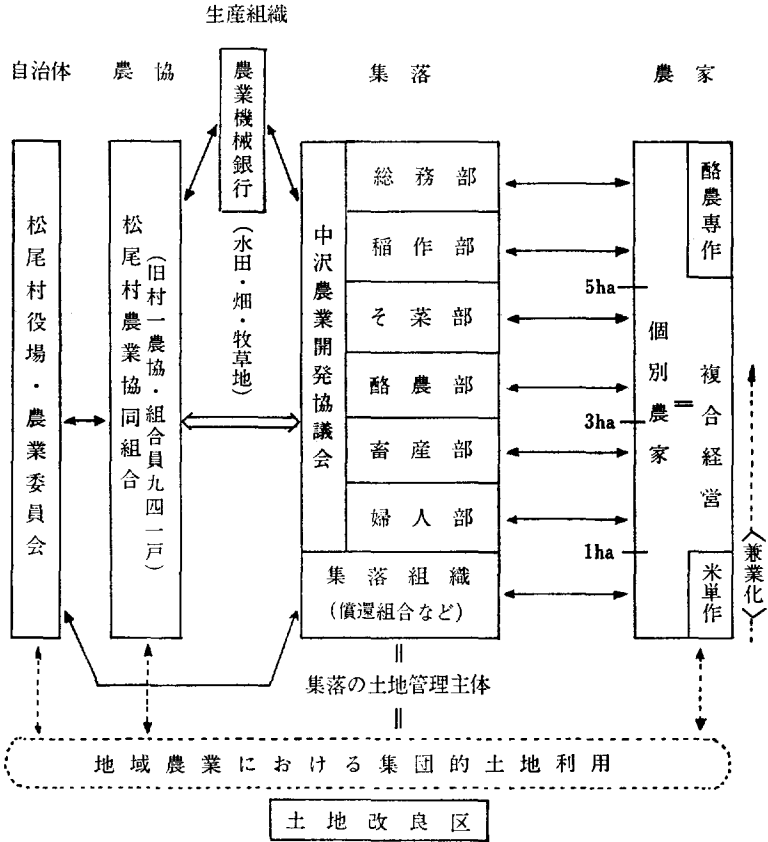 生産組織
自治体
農協
集落
農家
農業機械銀行
(水田・畑・牧草地)
松尾村役場・農業委員会
松尾村農業協同組合
(旧村一農協・組合員九四一戸)
中沢農業開発協議会
総務部
稲作部
そ菜部
酪農部
畜産部
婦人部
集落組織
(償還組合など)
5ha
3ha
1ha
個別農家
=
酪農専作
複合経営
米単作
〈兼業化〉
||
集落の土地管理主体
||
地域農業における集団的土地利用
土地改良区